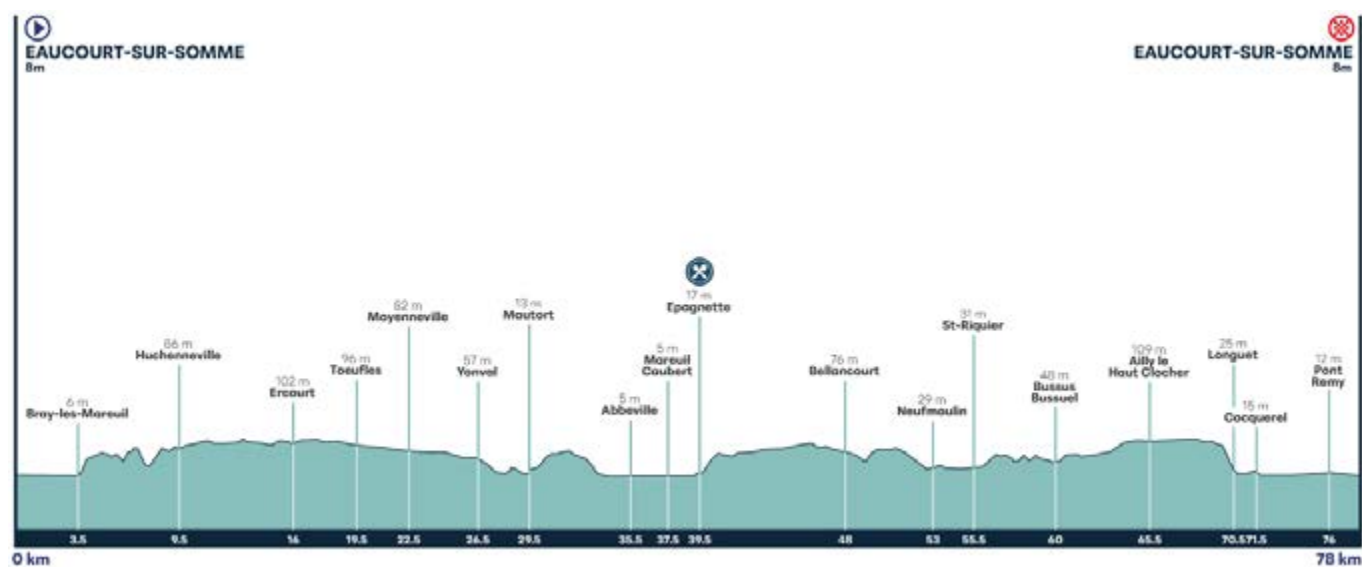 EAUCOURT-SUR-SOMME
8m
EAUCOURT-SUR-SOMME
8m
6 m
Bray-les-Mareuil
86 m
Huchenneville
102 m
Ercourt
96 m
Toeufles
82 m
Moyenneville
57 m
Yonval
13 m
Moutort
5 m
Abbeville
5 m
Mareuil
Caubert
17 m
Epagnette
76 m
Bellancourt
29 m
Neufmoulin
31 m
St-Riquier
48 m
Bussus
Bussuel
109 m
Ailly le
Haut Clocher
25 m
Longuet
15 m
Cocquerel
12 m
Pont
Remy
3.5 9.5 16 19.5 22.5 26.5 29.5 35.5 37.5 39.5 48 53 55.5 60 65.5 70.5 71.5 76
0 km
78 km